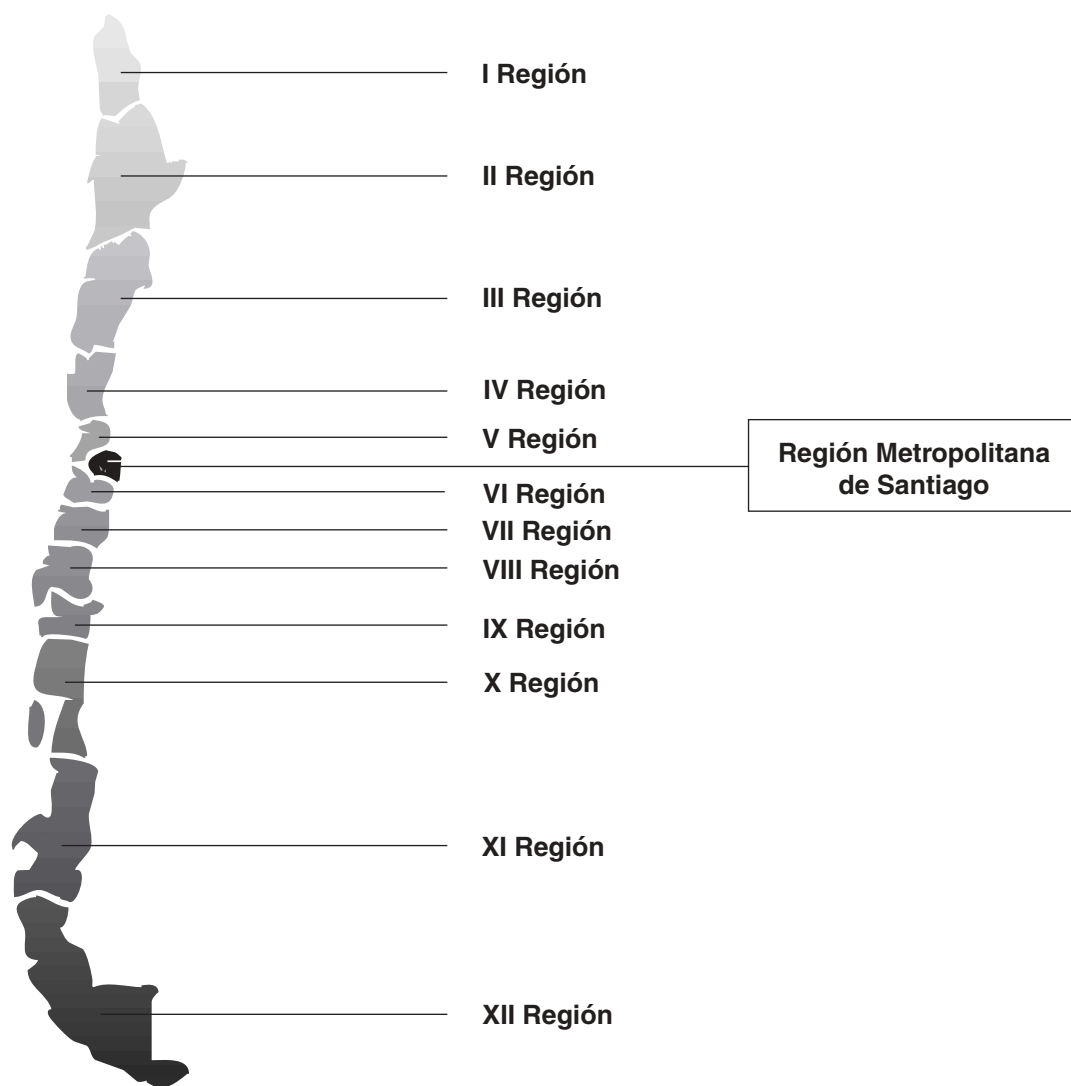 I Región
II Región
III Región
IV Región
V Región
Región Metropolitana
de Santiago
VI Región
VII Región
VIII Región
IX Región
X Región
XI Región
XII Región